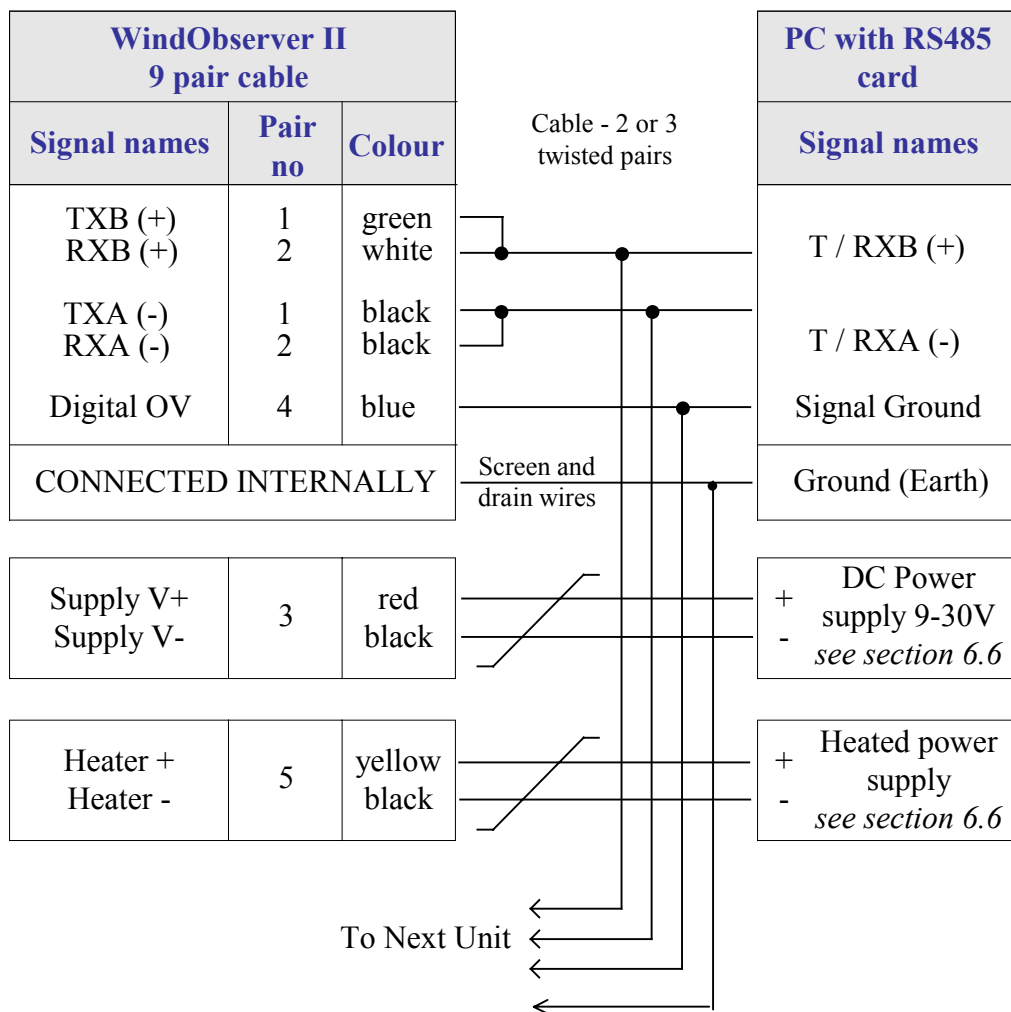 WindObserver II
9 pair cable
Signal names
Pair
no
Colour
Cable - 2 or 3
twisted pairs
PC with RS485
card
Signal names
TXB (+) 1 green
RXB (+) 2 white
T / RXB (+)
TXA (-) 1 black
RXA (-) 2 black
T / RXA (-)
Digital OV 4 blue
Signal Ground
CONNECTED INTERNALLY
Screen and
drain wires
Ground (Earth)
Supply V+
Supply V-
3
red
black
+
-
DC Power
supply 9-30V
see section 6.6
Heater +
Heater -
5
yellow
black
+
-
Heated power
supply
see section 6.6
To Next Unit